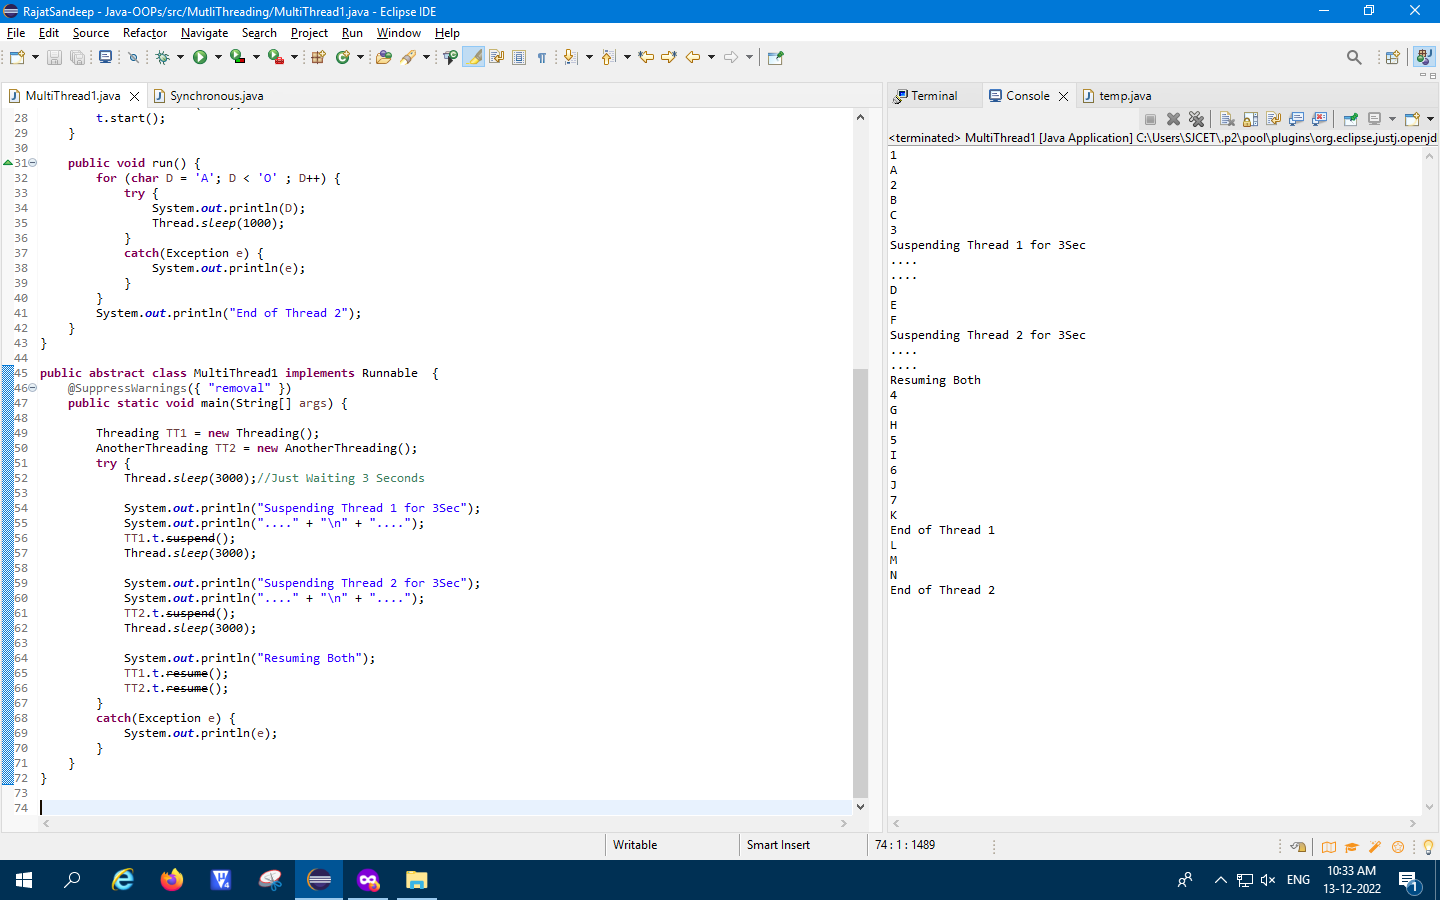 RajatSandeep - Java-OOPs/src/MutliThreading/MultiThread1.java - Eclipse IDE
File Edit Source Refactor Navigate Search Project Run Window Help
MultiThread1.java
Synchronous.java
28 t.start();
29 }
30
31 public void run() {
32 for (char D = 'A'; D < 'O' ; D++) {
33 try {
34 System.out.println(D);
35 Thread.sleep(1000);
36 }
37 catch(Exception e) {
38 System.out.println(e);
39 }
40 }
41 System.out.println("End of Thread 2");
42 }
43 }
44
45 public abstract class MultiThread1 implements Runnable {
46 @SuppressWarnings({ "removal" })
47 public static void main(String[] args) {
48
49 Threading TT1 = new Threading();
50 AnotherThreading TT2 = new AnotherThreading();
51 try {
52 Thread.sleep(3000);//Just Waiting 3 Seconds
53
54 System.out.println("Suspending Thread 1 for 3Sec");
55 System.out.println("...." + "\n" + "....");
56 TT1.t.suspend();
57 Thread.sleep(3000);
58
59 System.out.println("Suspending Thread 2 for 3Sec");
60 System.out.println("...." + "\n" + "....");
61 TT2.t.suspend();
62 Thread.sleep(3000);
63
64 System.out.println("Resuming Both");
65 TT1.t.resume();
66 TT2.t.resume();
67 }
68 catch(Exception e) {
69 System.out.println(e);
70 }
71 }
72 }
73
74
Terminal
Console
temp.java
<terminated> MultiThread1 [Java Application] C:\Users\SJCET\.p2\pool\plugins\org.eclipse.justj.openjd
1
A
2
B
C
3
Suspending Thread 1 for 3Sec
....
....
D
E
F
Suspending Thread 2 for 3Sec
....
....
Resuming Both
4
G
H
5
I
6
J
7
K
End of Thread 1
L
M
N
End of Thread 2
Writable
Smart Insert
74 : 1 : 1489
ENG
10:33 AM
13-12-2022
1